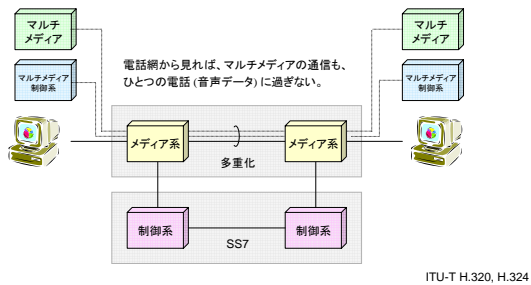 マルチ
メディア
マルチ
メディア
電話網から見れば、マルチメディアの通信も、
ひとつの電話 (音声データ) に過ぎない。
マルチメディア
制御系
マルチメディア
制御系
メディア系
メディア系
多重化
制御系
制御系
SS7
ITU-T H.320, H.324